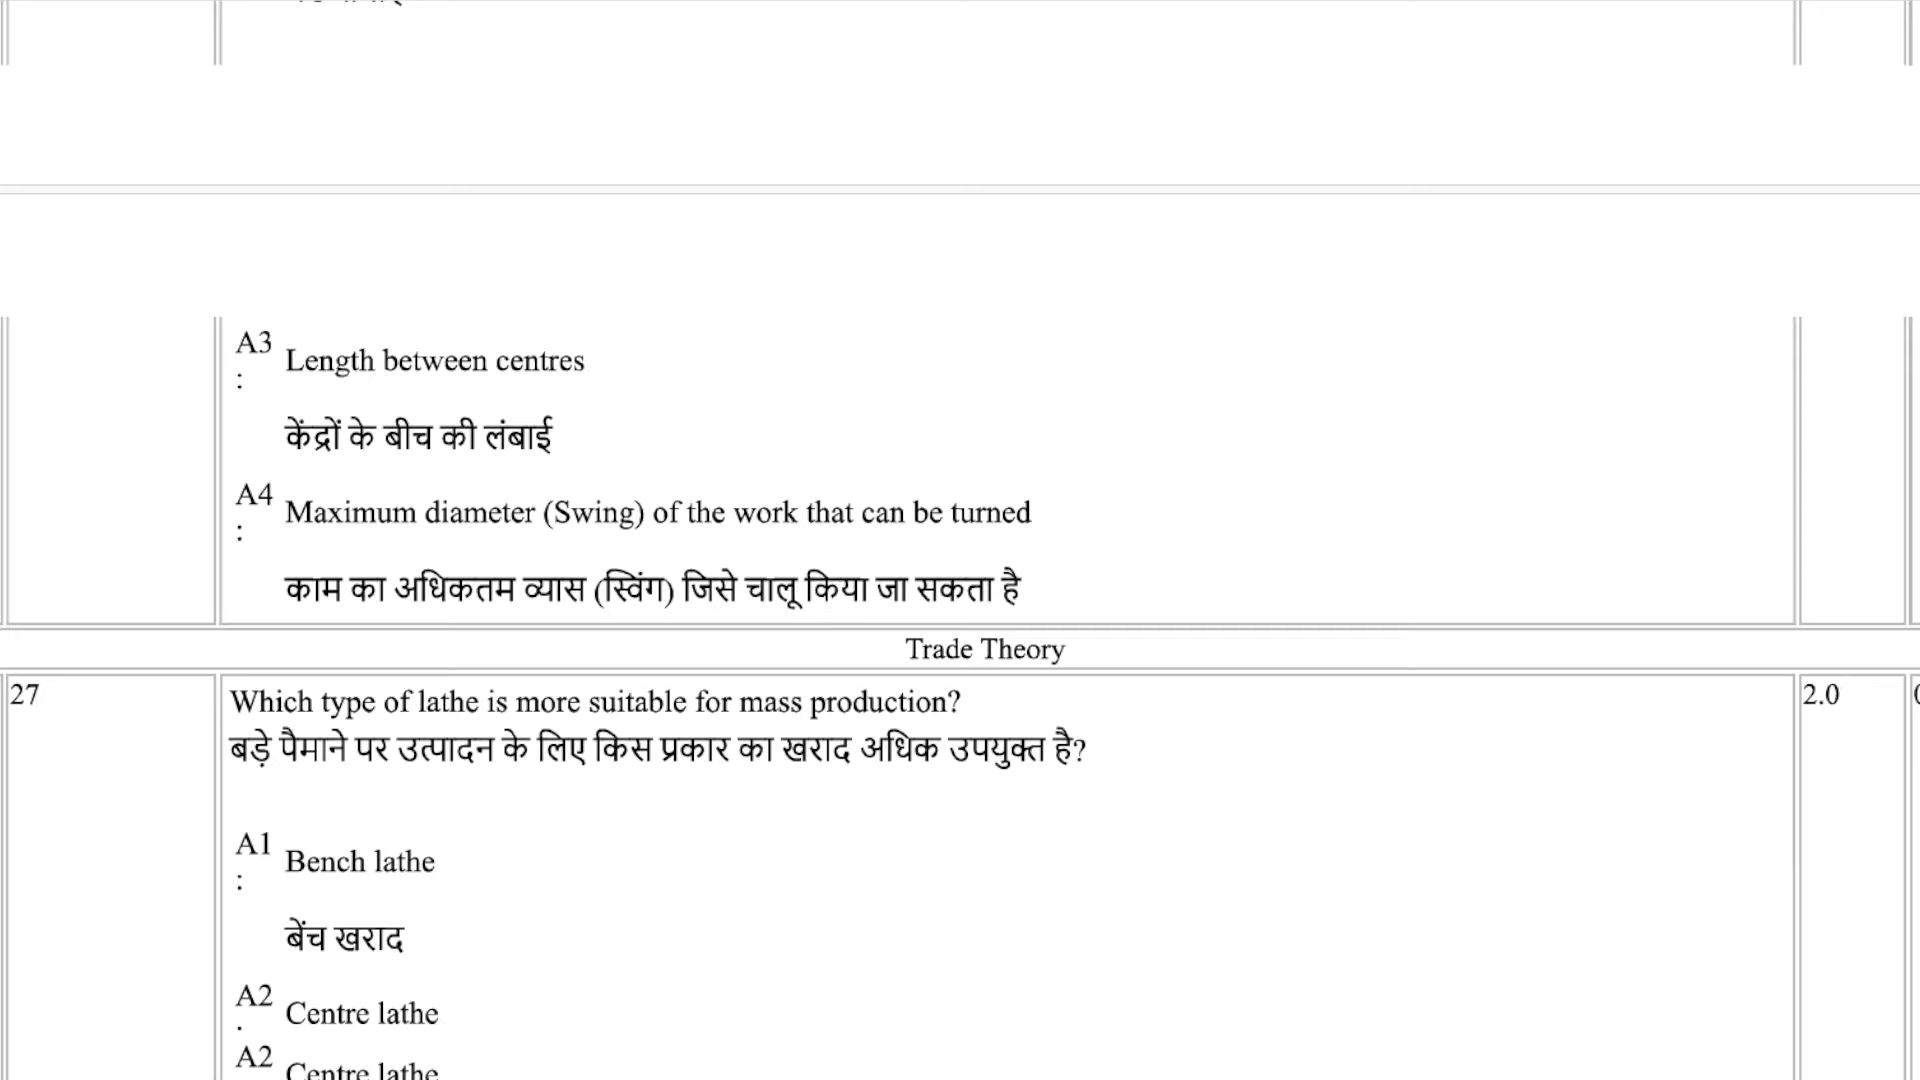 A3
:
Length between centres
केंद्रों के बीच की लंबाई
A4
:
Maximum diameter (Swing) of the work that can be turned
काम का अधिकतम व्यास (स्विंग) जिसे चालू किया जा सकता है
Trade Theory
27
Which type of lathe is more suitable for mass production?
2.0
बड़े पैमाने पर उत्पादन के लिए किस प्रकार का खराद अधिक उपयुक्त है?
A1
:
Bench lathe
बेंच खराद
A2
Centre lathe
A2
Centre lathe